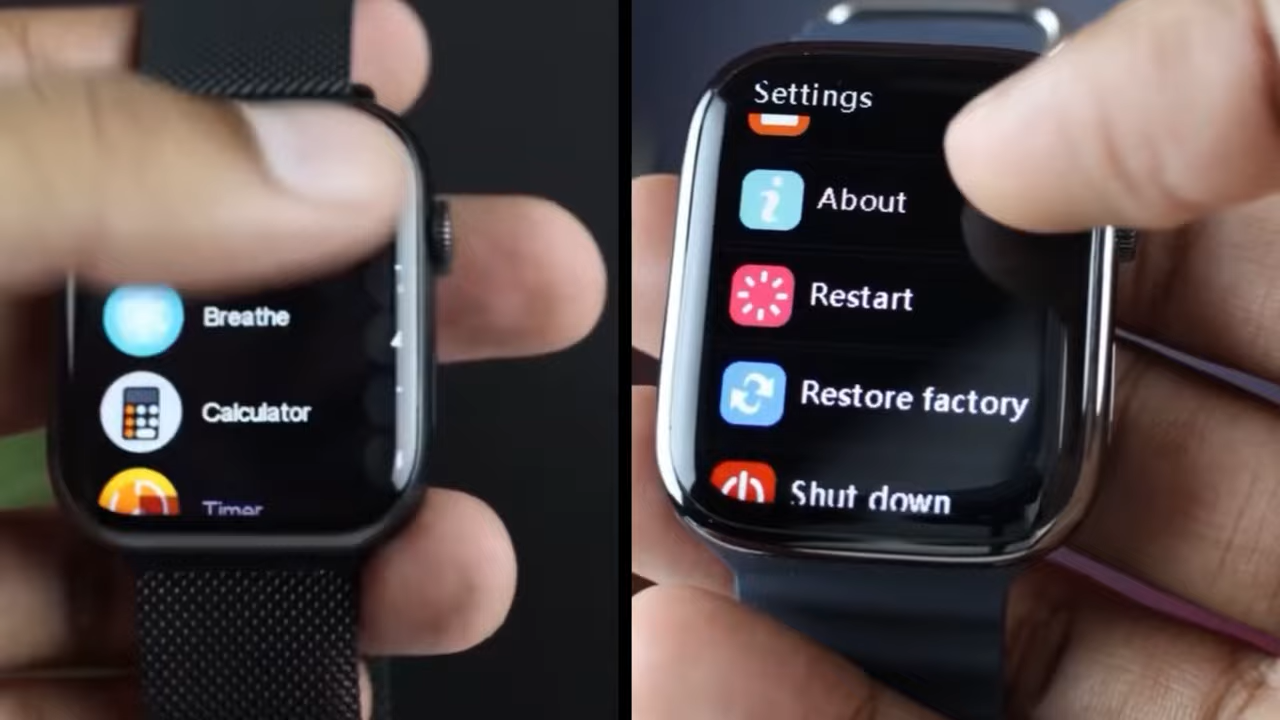 Breathe
Calculator
Timer
Settings
About
Restart
Restore factory
Shut down